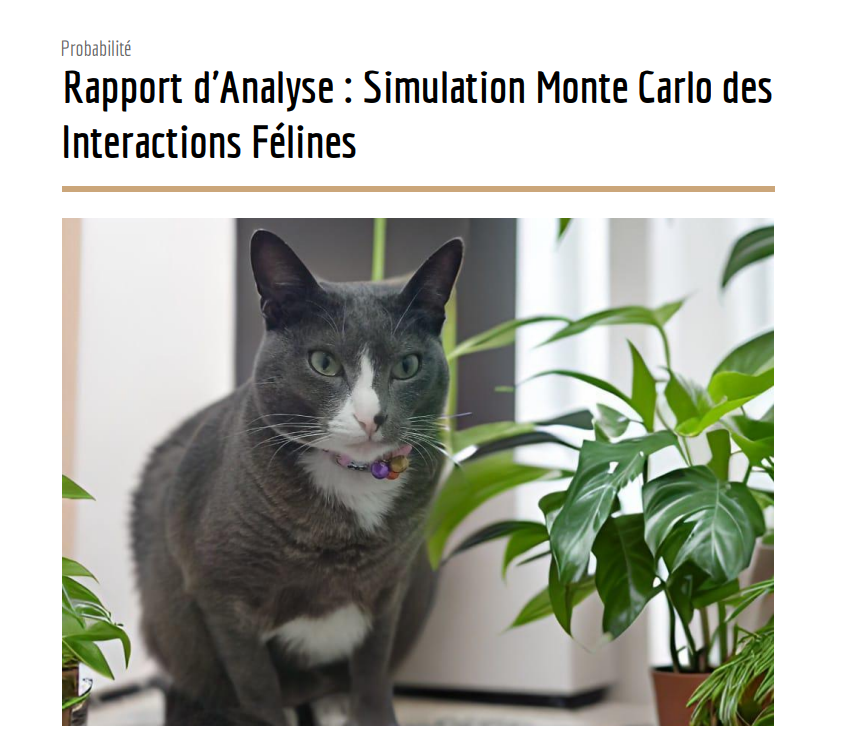 Probabilité
Rapport d'Analyse : Simulation Monte Carlo des
Interactions Félines